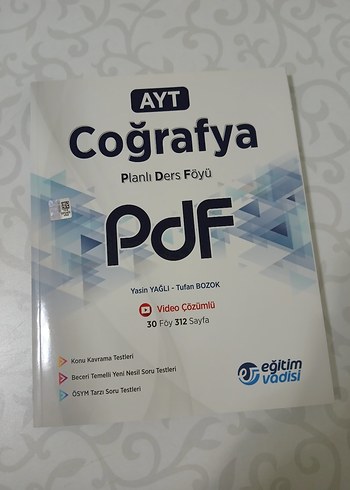 AYT
Coğrafya
Planlı Ders Föyü
PdF
Yasin YAĞLI - Tufan BOZOK
Video Çözümlü
30 Föy 312 Sayfa
Konu Kavrama Testleri
Beceri Temelli Yeni Nesil Soru Testleri
ÖSYM Tarzı Soru Testleri
eğitim
vadisi